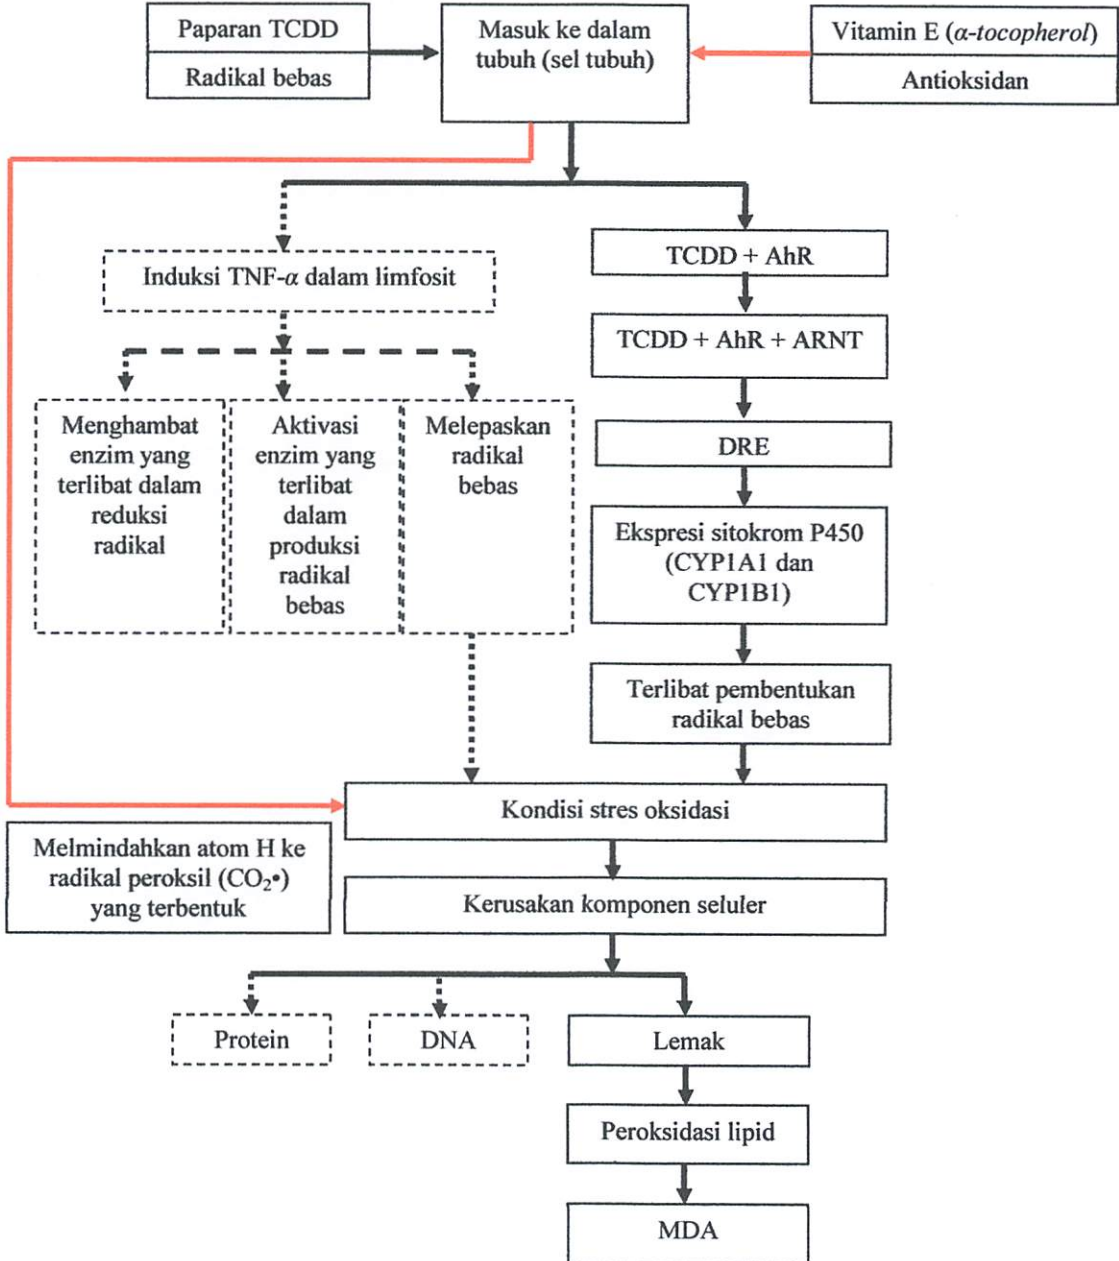 Paparan TCDD
Radikal bebas
Masuk ke dalam
tubuh (sel tubuh)
Vitamin E (α-tocopherol)
Antioksidan
Induksi TNF-α dalam limfosit
TCDD + AhR
TCDD + AhR + ARNT
Menghambat
enzim yang
terlibat dalam
reduksi
radikal
Aktivasi
enzim yang
terlibat
dalam
produksi
radikal
bebas
Melepaskan
radikal
bebas
DRE
Ekspresi sitokrom P450
(CYP1A1 dan
CYP1B1)
Terlibat pembentukan
radikal bebas
Kondisi stres oksidasi
Melmindahkan atom H ke
radikal peroksil (CO₂•)
yang terbentuk
Kerusakan komponen seluler
Protein
DNA
Lemak
Peroksidasi lipid
MDA